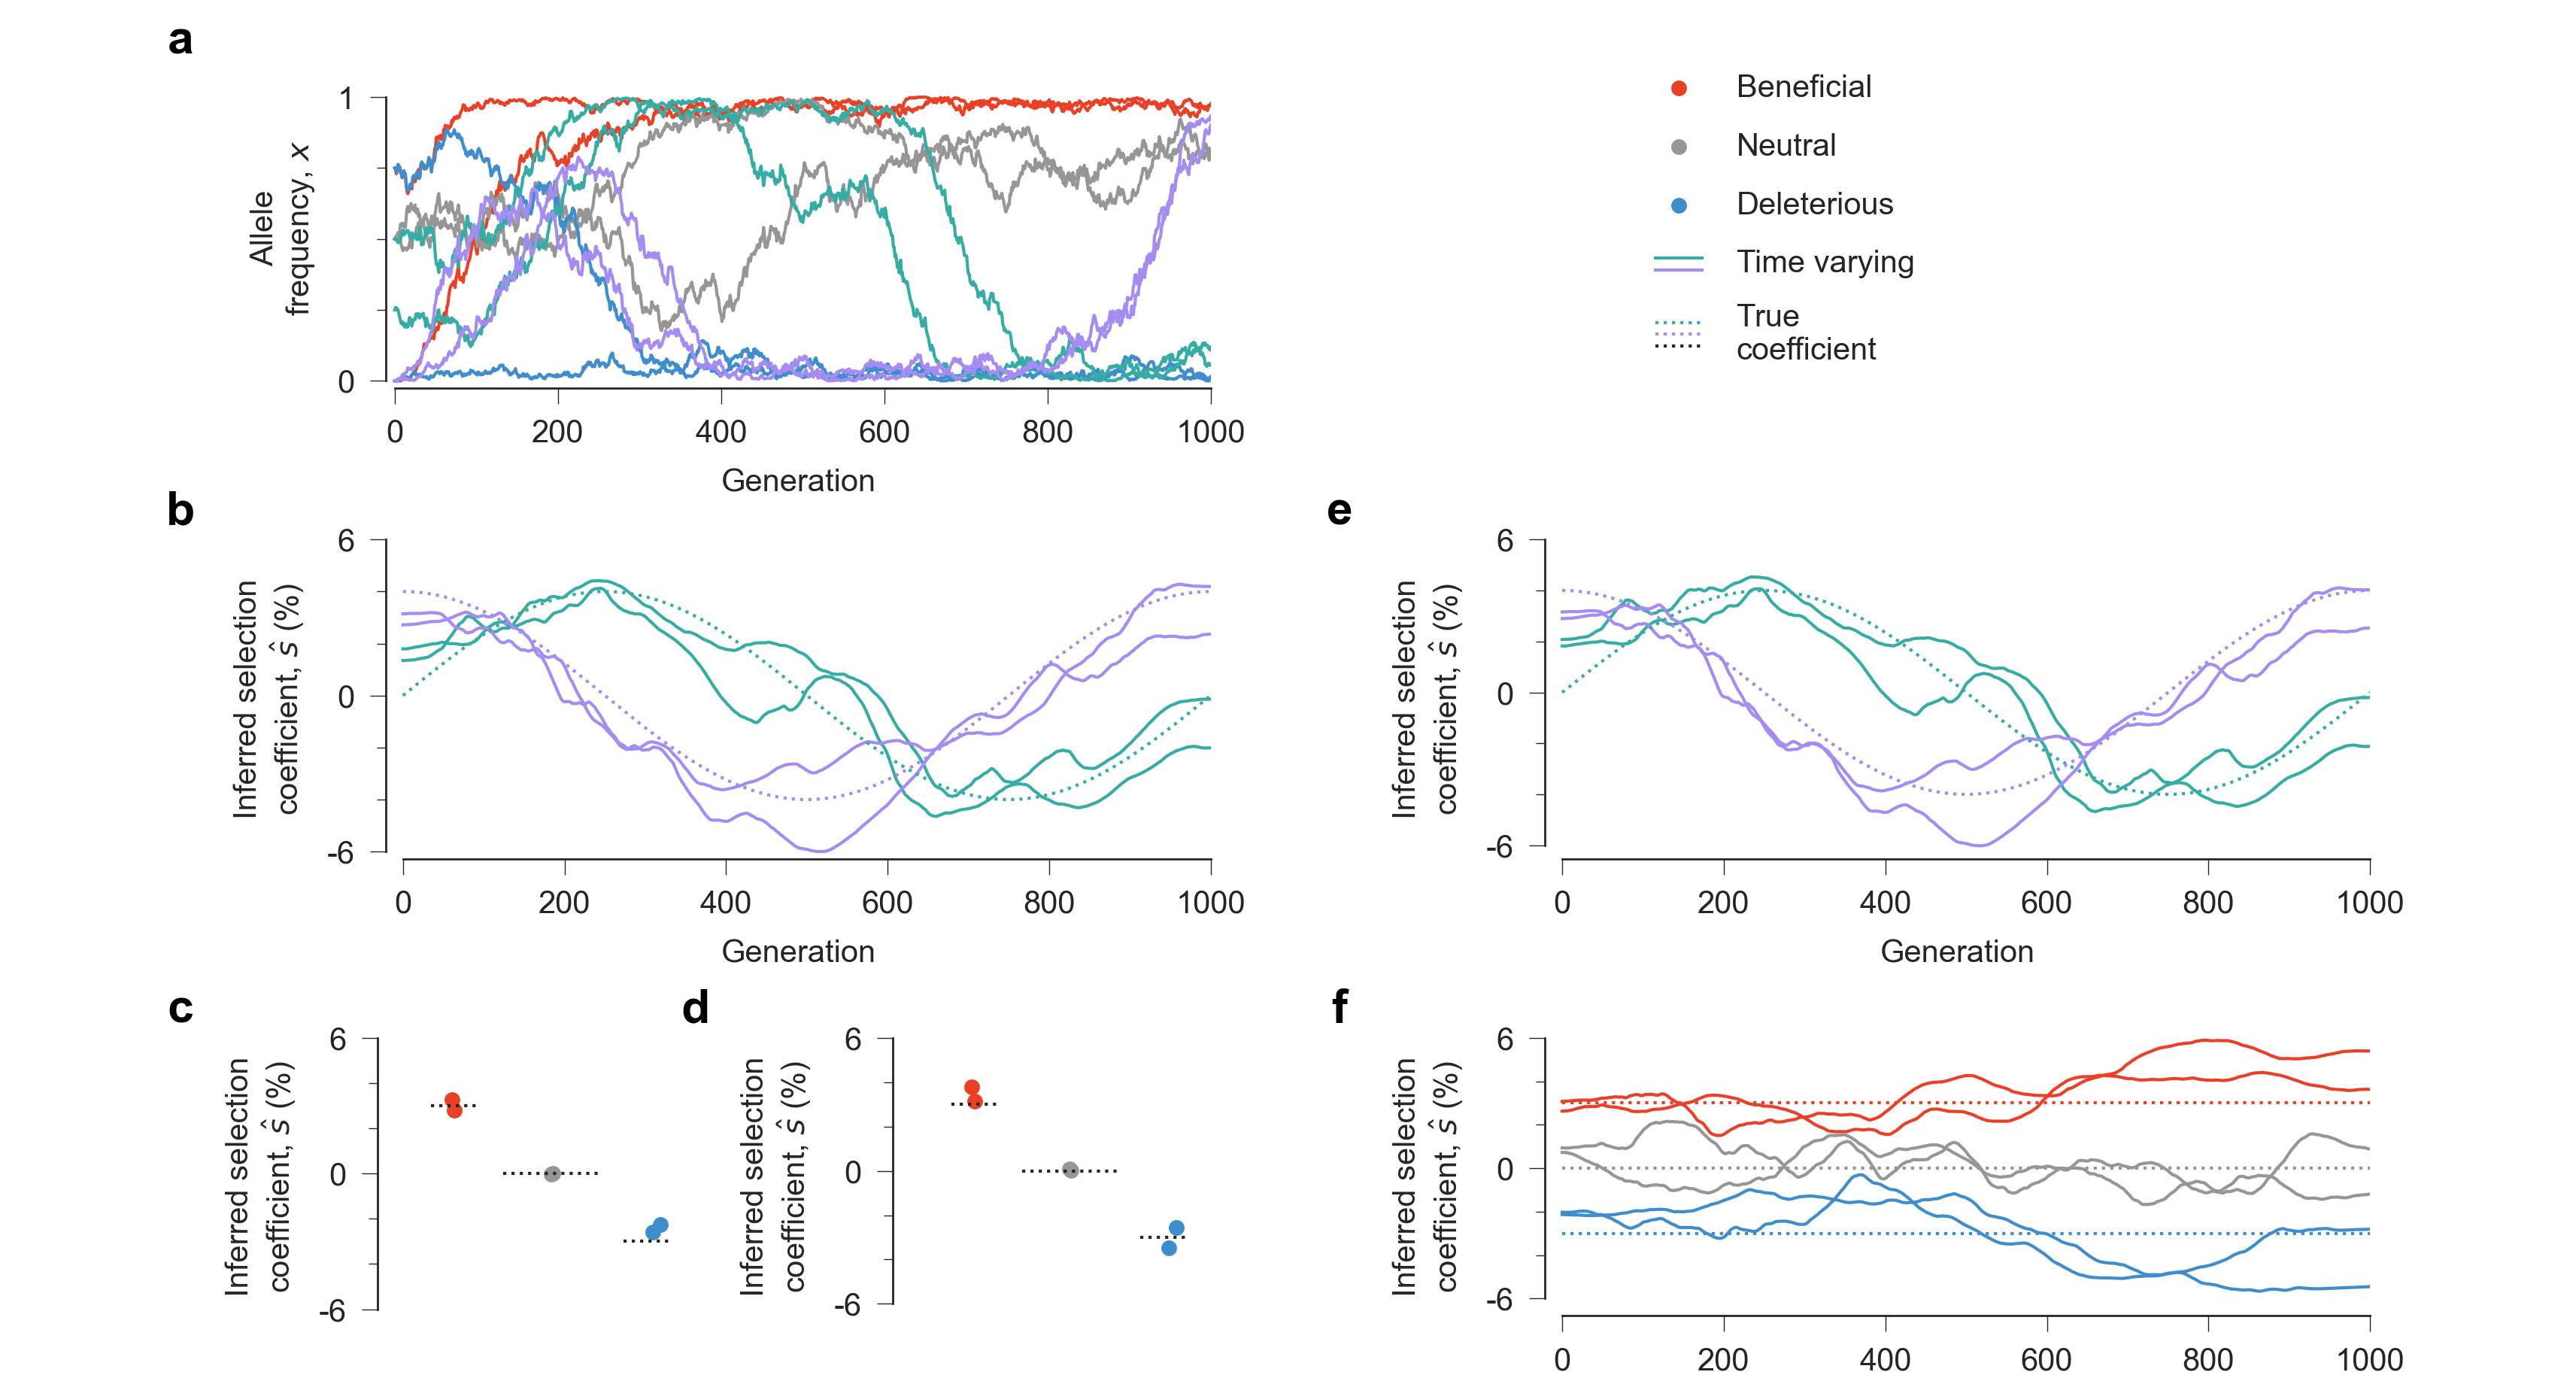 a
1
0
Allele
frequency, x
0 200 400 600 800 1000
Generation
Beneficial
Neutral
Deleterious
Time varying
True
coefficient
b
6
0
-6
Inferred selection
coefficient, ŝ (%)
0 200 400 600 800 1000
Generation
e
6
0
-6
Inferred selection
coefficient, ŝ (%)
0 200 400 600 800 1000
Generation
c
6
0
-6
Inferred selection
coefficient, ŝ (%)
d
6
0
-6
Inferred selection
coefficient, ŝ (%)
f
6
0
-6
Inferred selection
coefficient, ŝ (%)
0 200 400 600 800 1000